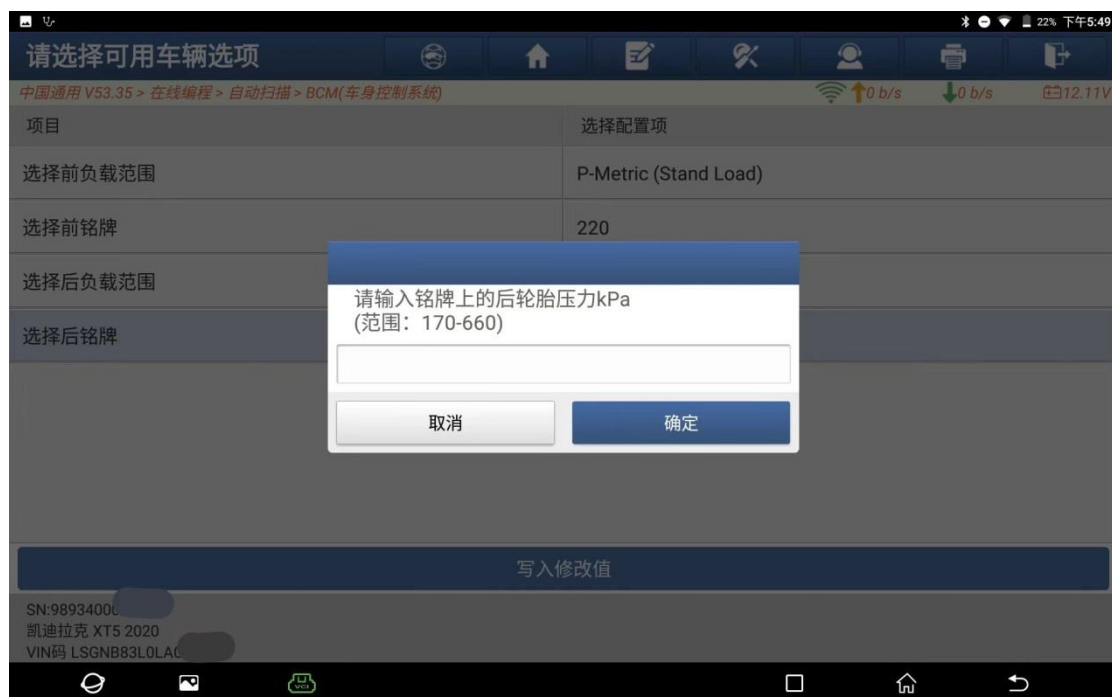 22% 下午5:49
请选择可用车辆选项
中国通用 V53.35 > 在线编程 > 自动扫描 > BCM(车身控制系统)
0 b/s
0 b/s
12.11V
项目
选择配置项
选择前负载范围
P-Metric (Stand Load)
选择前铭牌
220
选择后负载范围
选择后铭牌
请输入铭牌上的后轮胎压力kPa
(范围：170-660)
取消
确定
写入修改值
SN:98934000
凯迪拉克 XT5 2020
VIN码 LSGNB83L0LA0
VCI